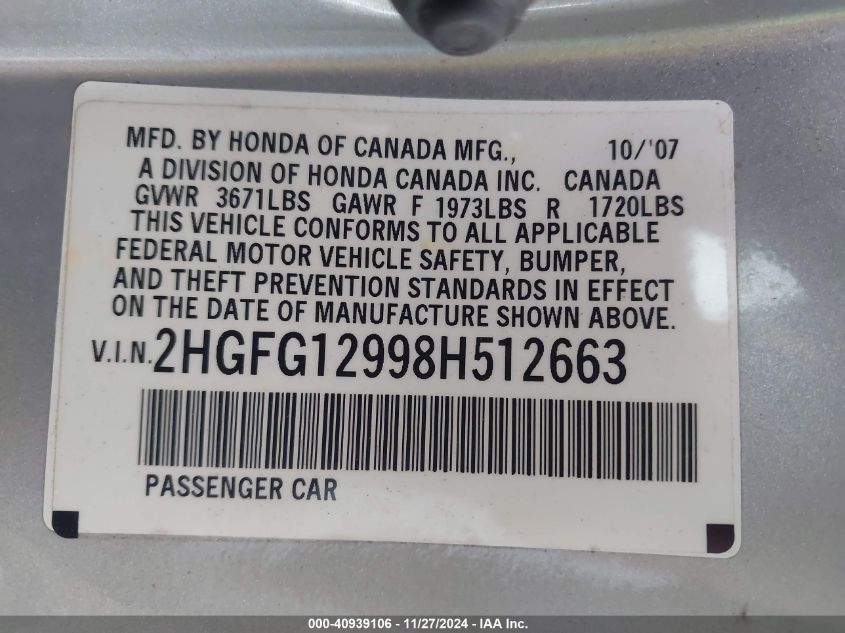 MFD. BY HONDA OF CANADA MFG., 10/'07
A DIVISION OF HONDA CANADA INC. CANADA
GVWR 3671LBS GAWR F 1973LBS R 1720LBS
THIS VEHICLE CONFORMS TO ALL APPLICABLE
FEDERAL MOTOR VEHICLE SAFETY, BUMPER,
AND THEFT PREVENTION STANDARDS IN EFFECT
ON THE DATE OF MANUFACTURE SHOWN ABOVE.
V.I.N. 2HGFG12998H512663
PASSENGER CAR
000-40939106 - 11/27/2024 - IAA Inc.